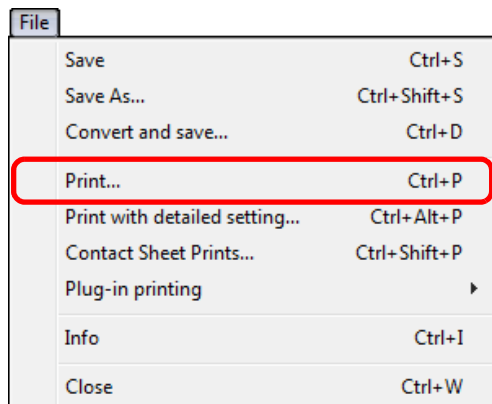 File
Save Ctrl+S
Save As... Ctrl+Shift+S
Convert and save... Ctrl+D
Print... Ctrl+P
Print with detailed setting... Ctrl+Alt+P
Contact Sheet Prints... Ctrl+Shift+P
Plug-in printing
Info Ctrl+I
Close Ctrl+W